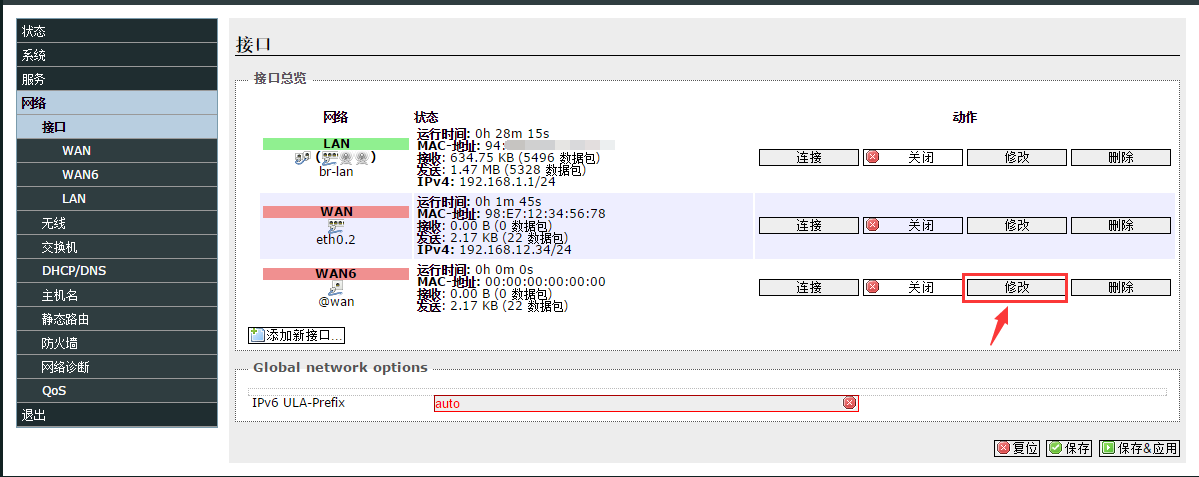 状态
系统
服务
网络
接口
WAN
WAN6
LAN
无线
交换机
DHCP/DNS
主机名
静态路由
防火墙
网络诊断
QoS
退出
接口
接口总览
网络 状态 动作
LAN
( )
br-lan
运行时间: 0h 28m 15s
MAC-地址: 94:
接收: 634.75 KB (5496 数据包)
发送: 1.47 MB (5328 数据包)
IPv4: 192.168.1.1/24
连接 关闭 修改 删除
WAN
eth0.2
运行时间: 0h 1m 45s
MAC-地址: 98:E7:12:34:56:78
接收: 0.00 B (0 数据包)
发送: 2.17 KB (22 数据包)
IPv4: 192.168.12.34/24
连接 关闭 修改 删除
WAN6
@wan
运行时间: 0h 0m 0s
MAC-地址: 00:00:00:00:00:00
接收: 0.00 B (0 数据包)
发送: 2.17 KB (22 数据包)
连接 关闭 修改 删除
添加新接口...
Global network options
IPv6 ULA-Prefix auto
复位 保存 保存&应用